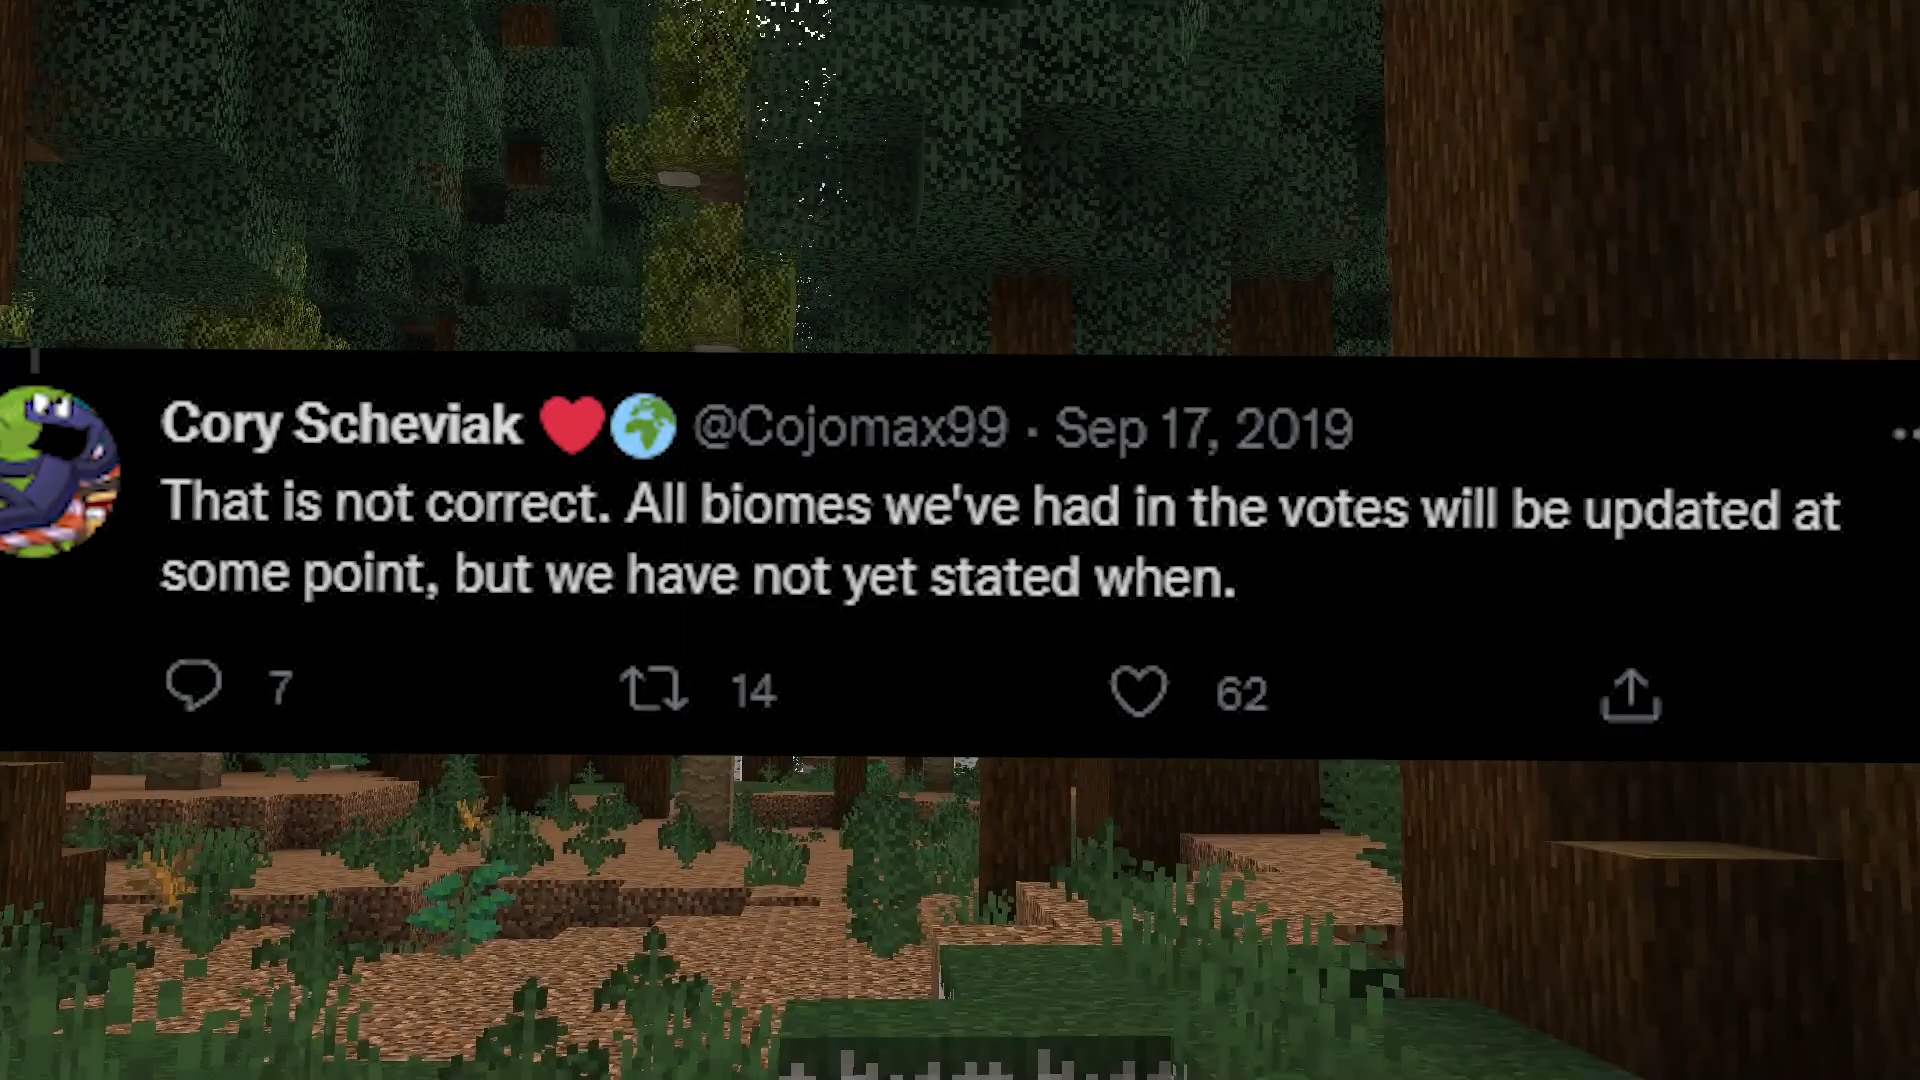 Cory Scheviak ❤️🌍 @Cojomax99 · Sep 17, 2019
That is not correct. All biomes we've had in the votes will be updated at
some point, but we have not yet stated when.
7 14 62